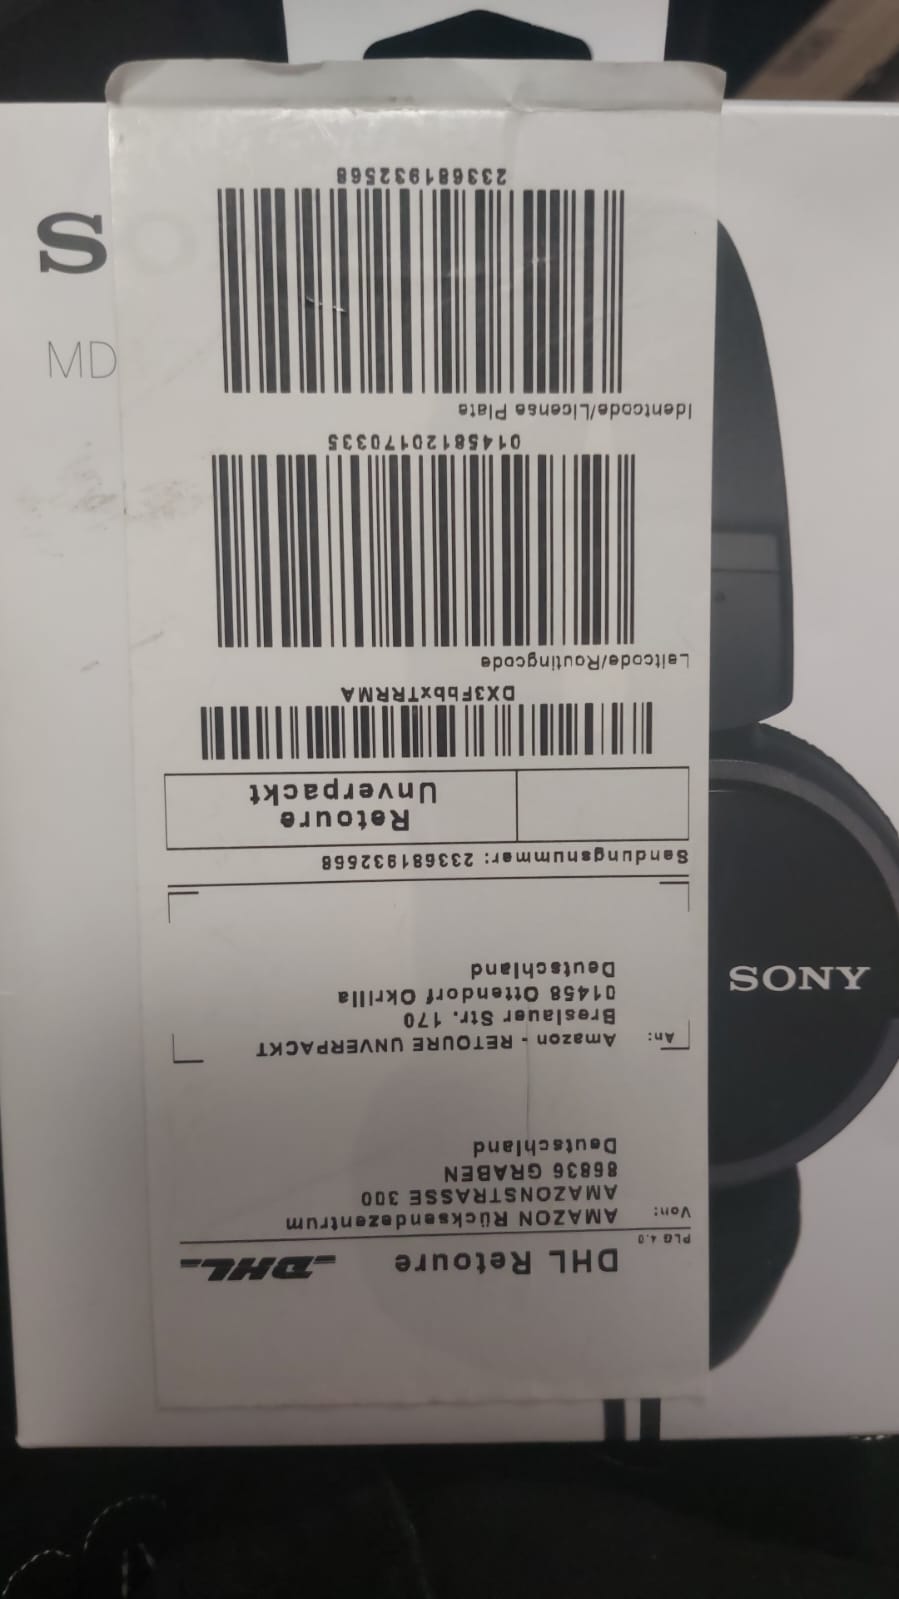 SO
MD
SONY
DHL Retoure
DHL
PLG 4.0
Von: AMAZON Rücksendezentrum
AMAZONSTRASSE 300
86836 GRABEN
Deutschland
An: Amazon - RETOURE UNVERPACKT
Breslauer Str. 170
01458 Ottendorf Okrilla
Deutschland
Sendungsnummer: 233681932568
Retoure
Unverpackt
DX3FbbxTRRMA
Leitcode/Routingcode
01458120170335
Identcode/License Plate
233681932568